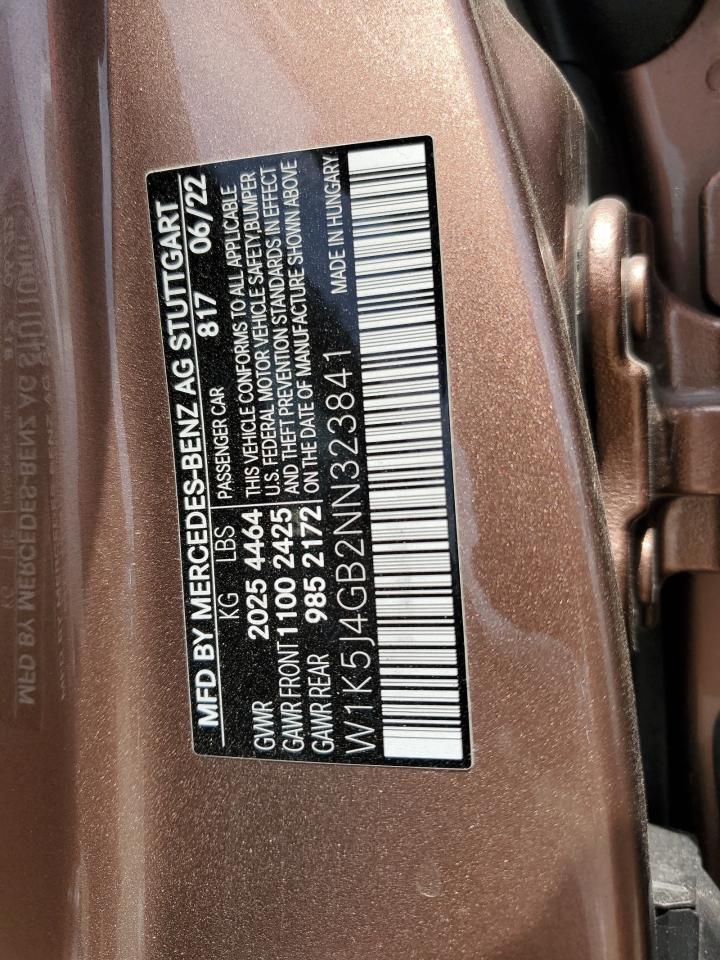 MFD BY MERCEDES-BENZ AG STUTTGART
KG LBS 817 06/22
GVWR 2025 4464 PASSENGER CAR
GAWR FRONT 1100 2425 THIS VEHICLE CONFORMS TO ALL APPLICABLE
GAWR REAR 985 2172 U.S. FEDERAL MOTOR VEHICLE SAFETY, BUMPER
AND THEFT PREVENTION STANDARDS IN EFFECT
ON THE DATE OF MANUFACTURE SHOWN ABOVE
W1K5J4GB2NN323841 MADE IN HUNGARY